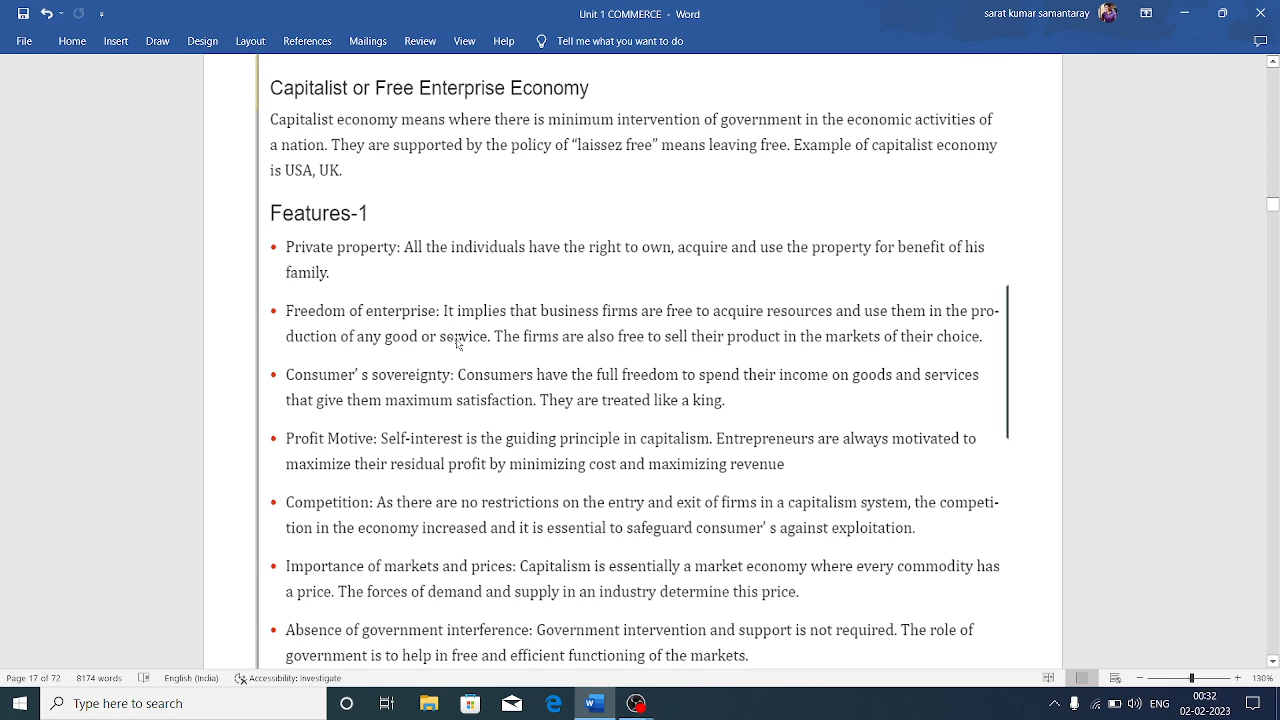 UNIT COMMERCE - Word
sant kumar pandey
File Home Insert Draw Design Layout References Mailings Review View Help Tell me what you want to do
Capitalist or Free Enterprise Economy
Capitalist economy means where there is minimum intervention of government in the economic activities of
a nation. They are supported by the policy of “laissez free” means leaving free. Example of capitalist economy
is USA, UK.
Features-1
• Private property: All the individuals have the right to own, acquire and use the property for benefit of his
family.
• Freedom of enterprise: It implies that business firms are free to acquire resources and use them in the pro-
duction of any good or service. The firms are also free to sell their product in the markets of their choice.
• Consumer’ s sovereignty: Consumers have the full freedom to spend their income on goods and services
that give them maximum satisfaction. They are treated like a king.
• Profit Motive: Self-interest is the guiding principle in capitalism. Entrepreneurs are always motivated to
maximize their residual profit by minimizing cost and maximizing revenue
• Competition: As there are no restrictions on the entry and exit of firms in a capitalism system, the competi-
tion in the economy increased and it is essential to safeguard consumer’ s against exploitation.
• Importance of markets and prices: Capitalism is essentially a market economy where every commodity has
a price. The forces of demand and supply in an industry determine this price.
• Absence of government interference: Government intervention and support is not required. The role of
government is to help in free and efficient functioning of the markets.
Page 17 of 72 8174 words English (India) Accessibility: Investigate 130%
Type here to search
ENG
00:32
02-02-2023